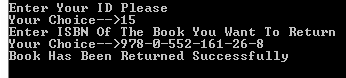 Enter Your ID Please
Your Choice-->15
Enter ISBN Of The Book You Want To Return
Your Choice-->978-0-552-161-26-8
Book Has Been Returned Successfully